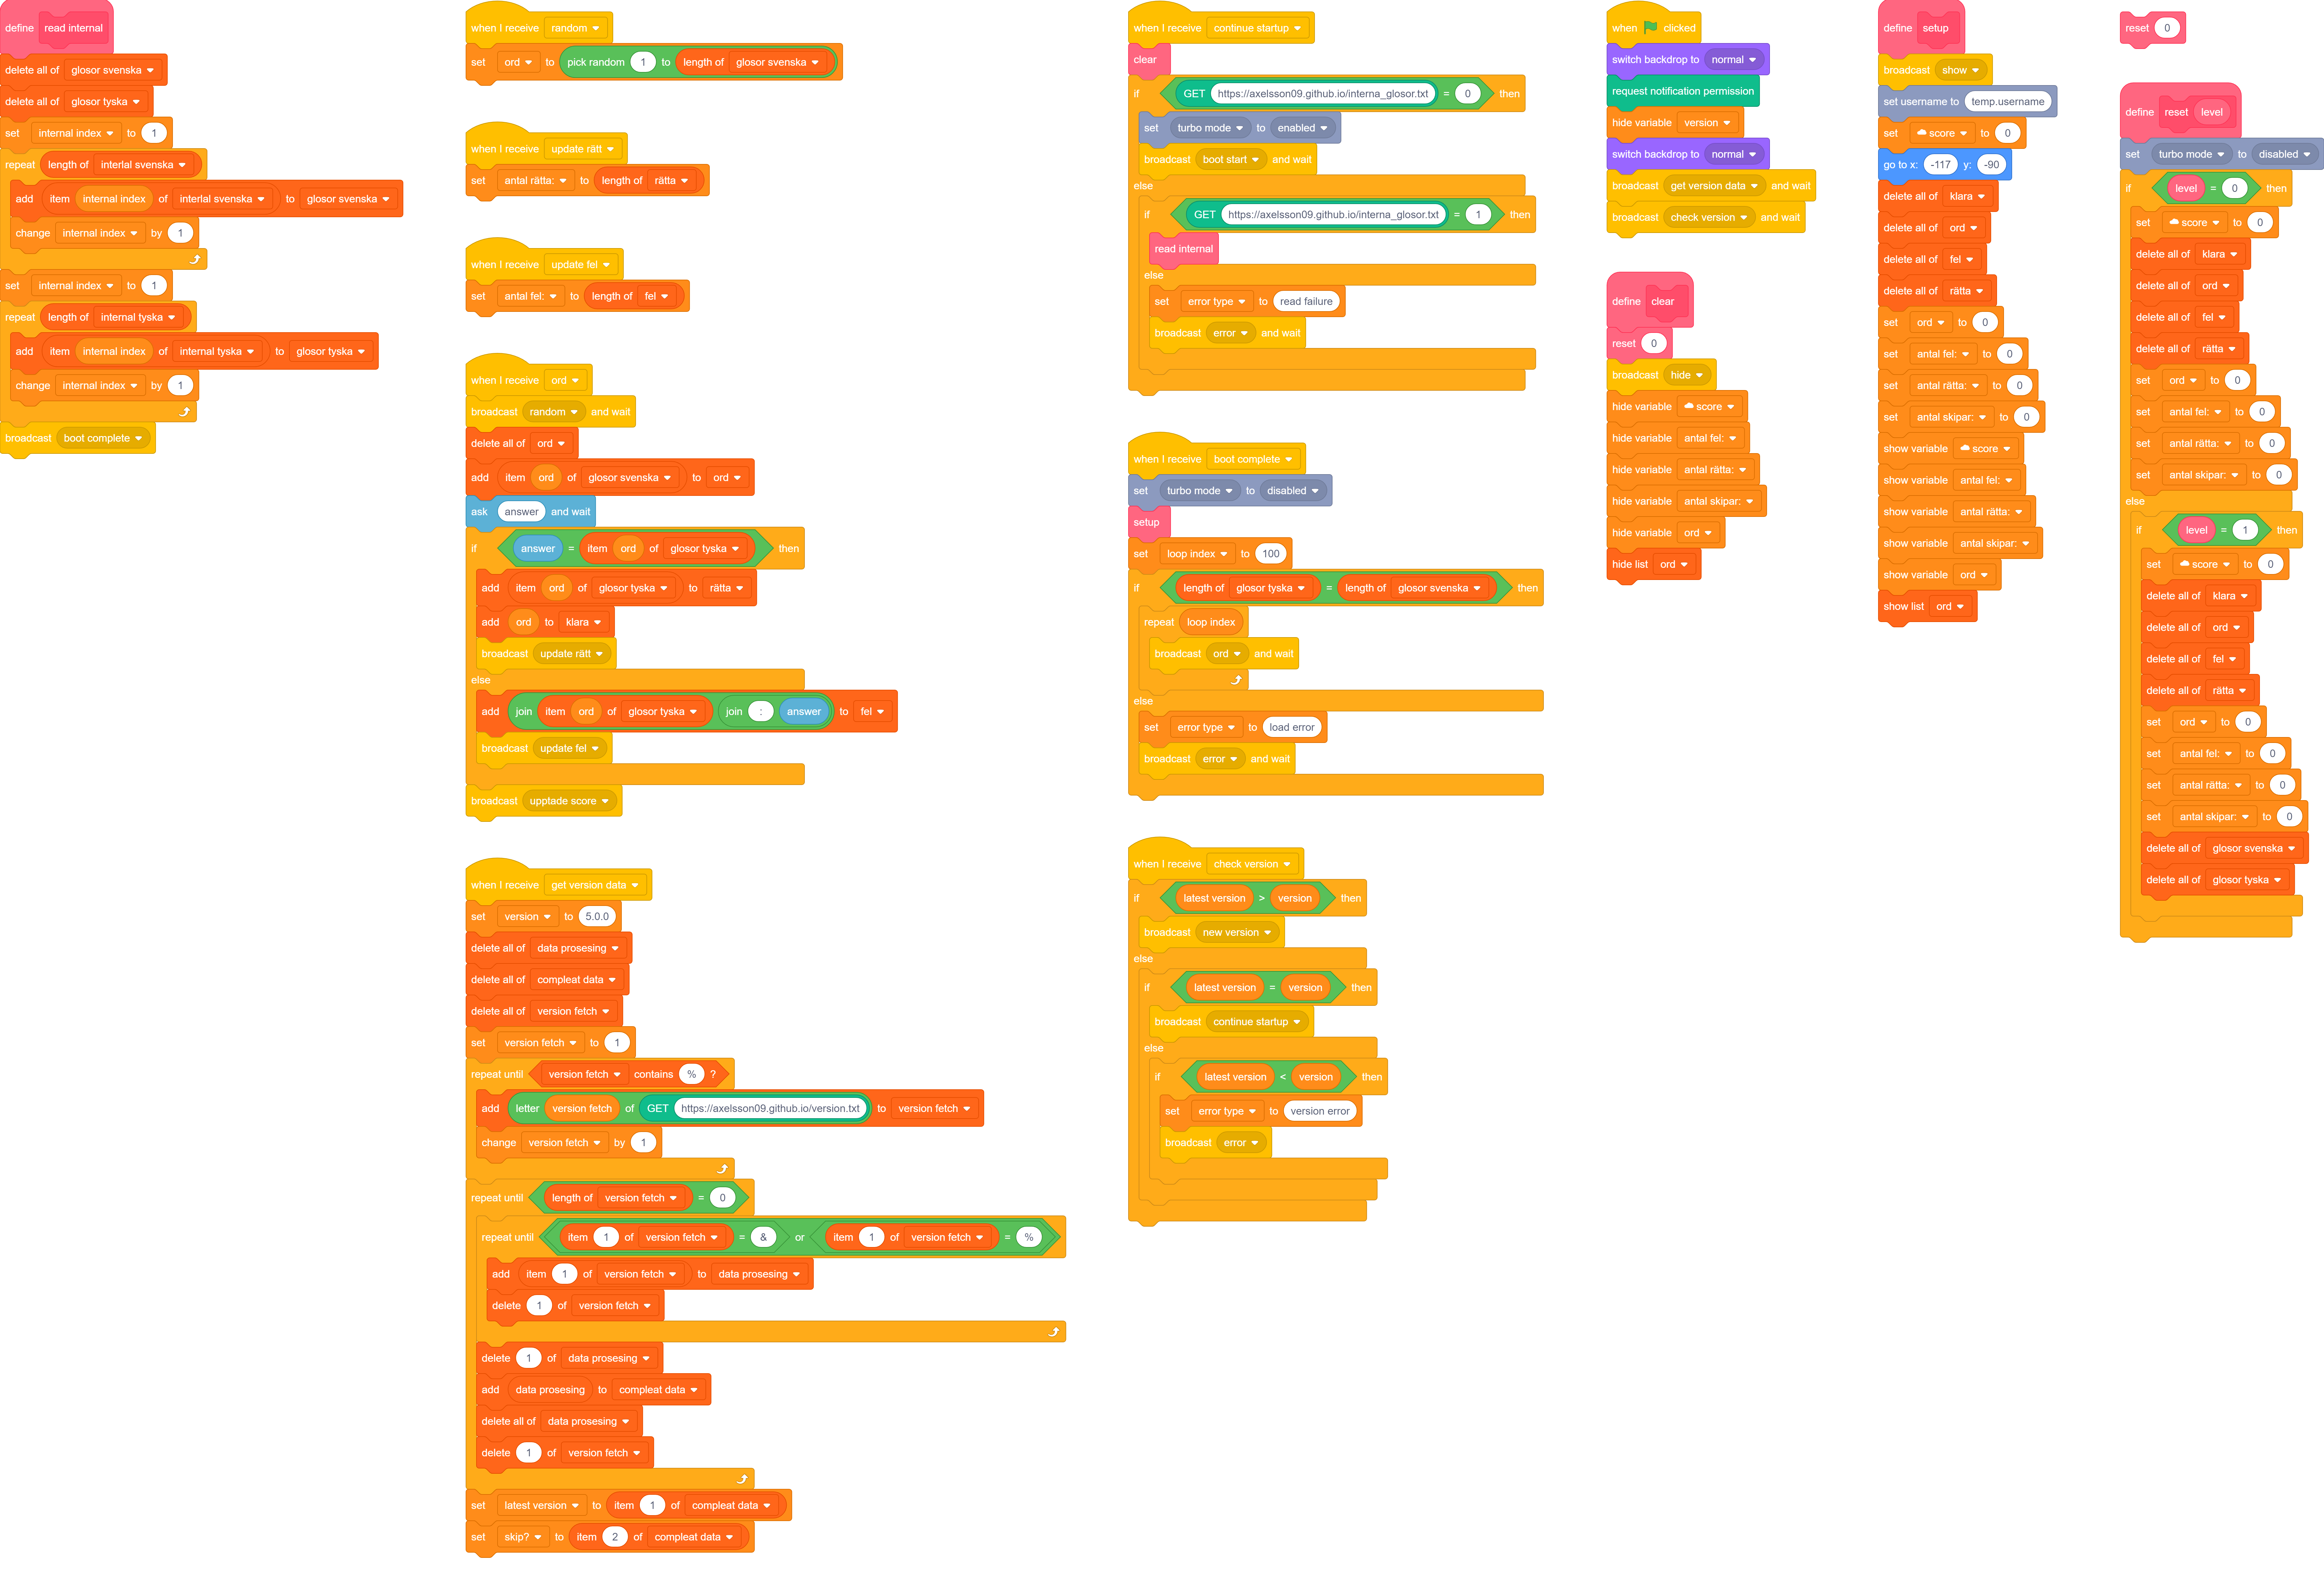 define read internal
delete all of glosor svenska
delete all of glosor tyska
set internal index to 1
repeat length of interlal svenska
add item internal index of interlal svenska to glosor svenska
change internal index by 1
set internal index to 1
repeat length of internal tyska
add item internal index of internal tyska to glosor tyska
change internal index by 1
broadcast boot complete
when I receive random
set ord to pick random 1 to length of glosor svenska
when I receive update rätt
set antal rätta: to length of rätta
when I receive update fel
set antal fel: to length of fel
when I receive ord
broadcast random and wait
delete all of ord
add item ord of glosor svenska to ord
ask answer and wait
if answer = item ord of glosor tyska then
add item ord of glosor tyska to rätta
add ord to klara
broadcast update rätt
else
add join item ord of glosor tyska join : answer to fel
broadcast update fel
broadcast upptade score
when I receive get version data
set version to 5.0.0
delete all of data prosesing
delete all of compleat data
delete all of version fetch
set version fetch to 1
repeat until version fetch contains % ?
add letter version fetch of GET https://axelsson09.github.io/version.txt to version fetch
change version fetch by 1
repeat until length of version fetch = 0
repeat until item 1 of version fetch = & or item 1 of version fetch = %
add item 1 of version fetch to data prosesing
delete 1 of version fetch
delete 1 of data prosesing
add data prosesing to compleat data
delete all of data prosesing
delete 1 of version fetch
set latest version to item 1 of compleat data
set skip? to item 2 of compleat data
when I receive continue startup
clear
if GET https://axelsson09.github.io/interna_glosor.txt = 0 then
set turbo mode to enabled
broadcast boot start and wait
else
if GET https://axelsson09.github.io/interna_glosor.txt = 1 then
read internal
else
set error type to read failure
broadcast error and wait
when I receive boot complete
set turbo mode to disabled
setup
set loop index to 100
if length of glosor tyska = length of glosor svenska then
repeat loop index
broadcast ord and wait
else
set error type to load error
broadcast error and wait
when I receive check version
if latest version > version then
broadcast new version
else
if latest version = version then
broadcast continue startup
else
if latest version < version then
set error type to version error
broadcast error
when clicked
switch backdrop to normal
request notification permission
hide variable version
switch backdrop to normal
broadcast get version data and wait
broadcast check version and wait
define clear
reset 0
broadcast hide
hide variable score
hide variable antal fel:
hide variable antal rätta:
hide variable antal skipar:
hide variable ord
hide list ord
define setup
broadcast show
set username to temp.username
set score to 0
go to x: -117 y: -90
delete all of klara
delete all of ord
delete all of fel
delete all of rätta
set ord to 0
set antal fel: to 0
set antal rätta: to 0
set antal skipar: to 0
show variable score
show variable antal fel:
show variable antal rätta:
show variable antal skipar:
show variable ord
show list ord
reset 0
define reset level
set turbo mode to disabled
if level = 0 then
set score to 0
delete all of klara
delete all of ord
delete all of fel
delete all of rätta
set ord to 0
set antal fel: to 0
set antal rätta: to 0
set antal skipar: to 0
else
if level = 1 then
set score to 0
delete all of klara
delete all of ord
delete all of fel
delete all of rätta
set ord to 0
set antal fel: to 0
set antal rätta: to 0
set antal skipar: to 0
delete all of glosor svenska
delete all of glosor tyska